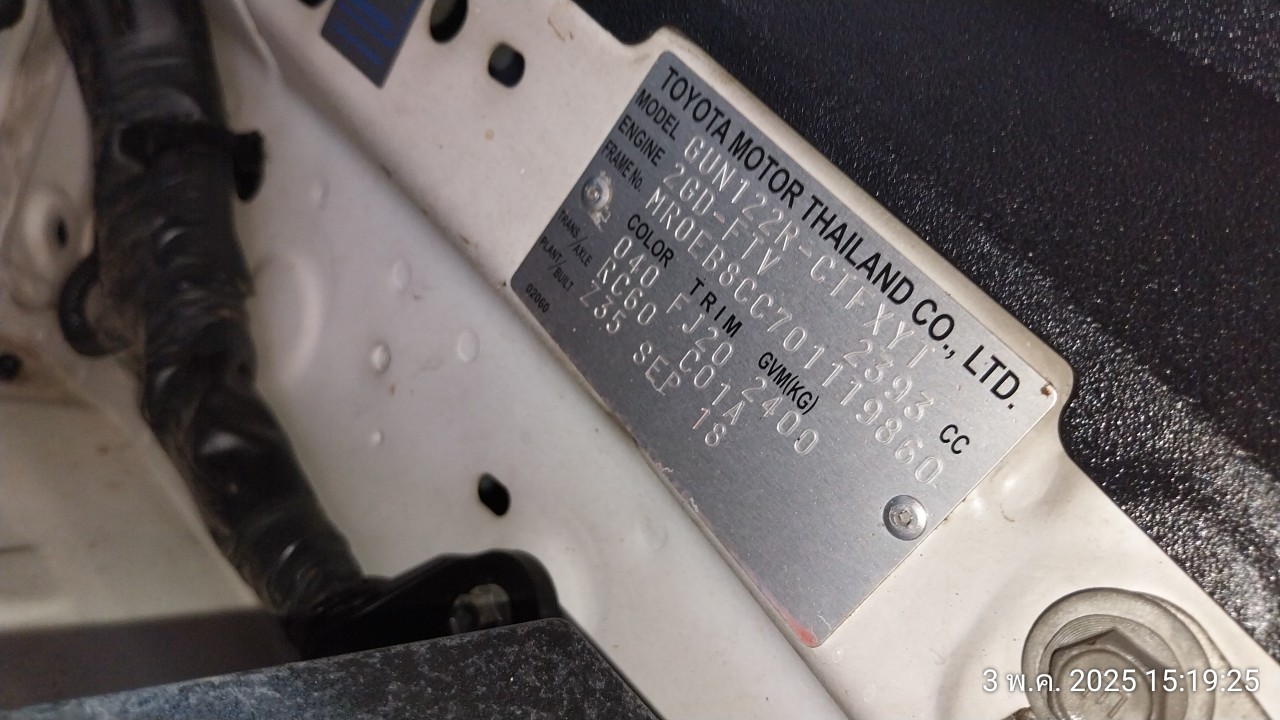 TOYOTA MOTOR THAILAND CO., LTD.
MODEL GUN122R-CTFXYT
ENGINE 2GD-FTV 2393 CC
FRAME No. MR0EB8CC701119860
COLOR TRIM GVM(KG)
040 FJ20 2400
TRANS/AXLE RC60 C01A
PLANT/BUILT Z35 SEP 18
02060
3 พ.ค. 2025 15:19:25